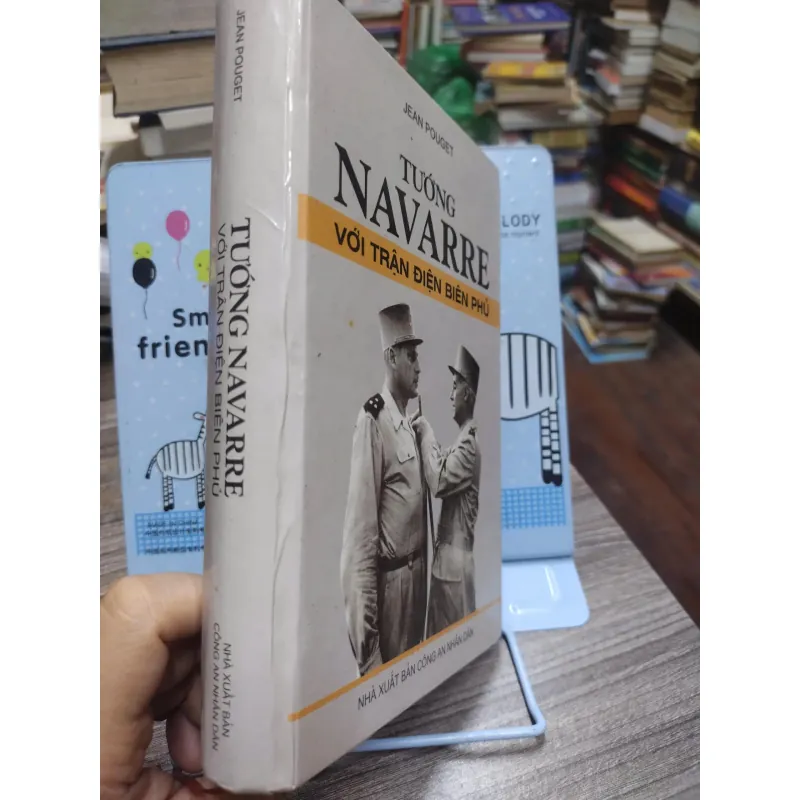 JEAN POUGET
TƯỚNG NAVARRE
VỚI TRẬN ĐIỆN BIÊN PHỦ
NHÀ XUẤT BẢN
CÔNG AN NHÂN DÂN
JEAN POUGET
TƯỚNG
NAVARRE
VỚI TRẬN ĐIỆN BIÊN PHỦ
NHÀ XUẤT BẢN CÔNG AN NHÂN DÂN
Sm
frien
LODY